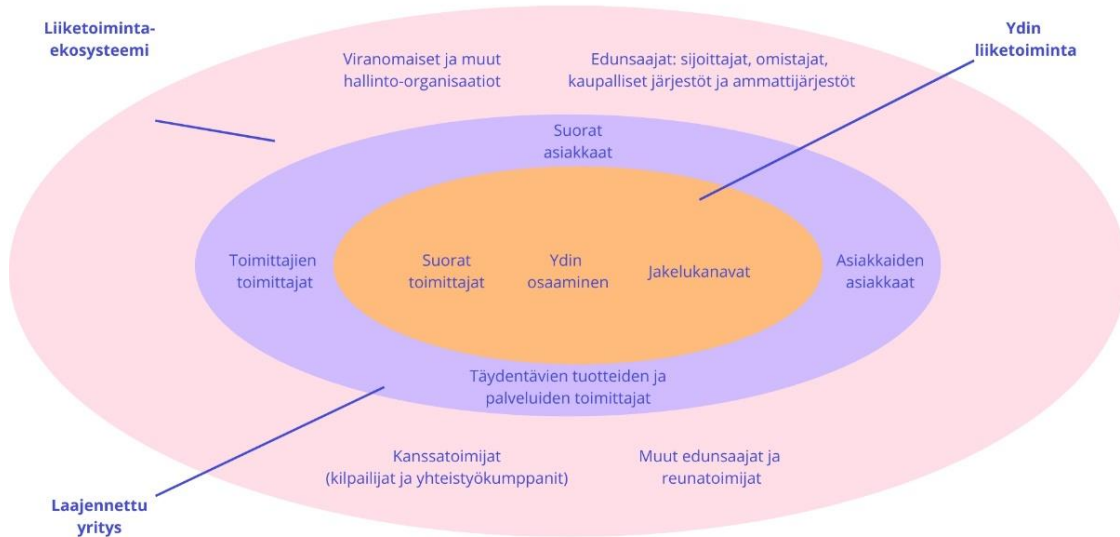 Liiketoiminta-
ekosysteemi
Ydin
liiketoiminta
Viranomaiset ja muut
hallinto-organisaatiot
Edunsaajat: sijoittajat, omistajat,
kaupalliset järjestöt ja ammattijärjestöt
Suorat
asiakkaat
Toimittajien
toimittajat
Suorat
toimittajat
Ydin
osaaminen
Jakelukanavat
Asiakkaiden
asiakkaat
Täydentävien tuotteiden ja
palveluiden toimittajat
Kanssatoimijat
(kilpailijat ja yhteistyökumppanit)
Muut edunsaajat ja
reunatoimijat
Laajennettu
yritys